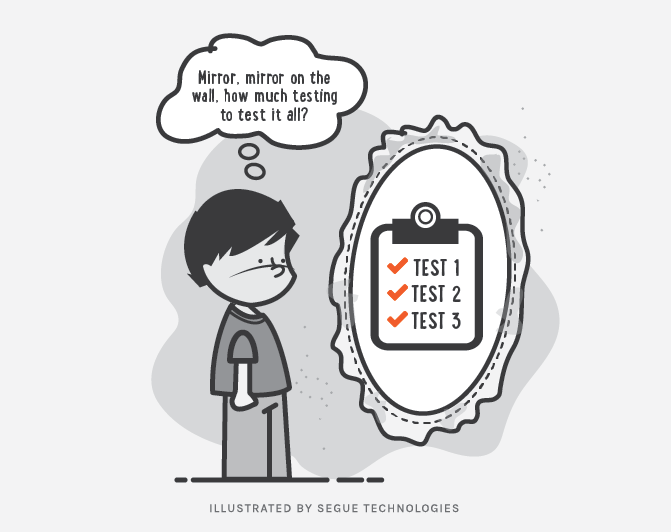 Mirror, mirror on the
wall, how much testing
to test it all?
TEST 1
TEST 2
TEST 3
ILLUSTRATED BY SEGUE TECHNOLOGIES